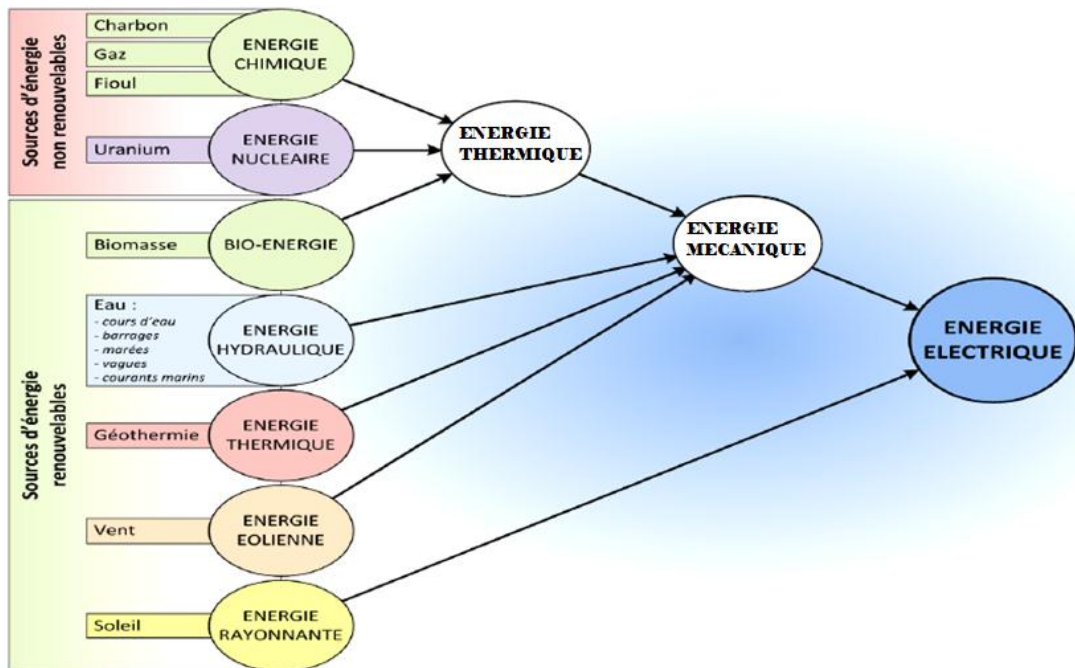 Sources d'énergie
non renouvelables
Charbon
Gaz
Fioul
ENERGIE
CHIMIQUE
Uranium
ENERGIE
NUCLEAIRE
Sources d'énergie
renouvelables
Biomasse
BIO-ENERGIE
Eau :
- cours d'eau
- barrages
- marées
- vagues
- courants marins
ENERGIE
HYDRAULIQUE
Géothermie
ENERGIE
THERMIQUE
Vent
ENERGIE
EOLIENNE
Soleil
ENERGIE
RAYONNANTE
ENERGIE
THERMIQUE
ENERGIE
MECANIQUE
ENERGIE
ELECTRIQUE